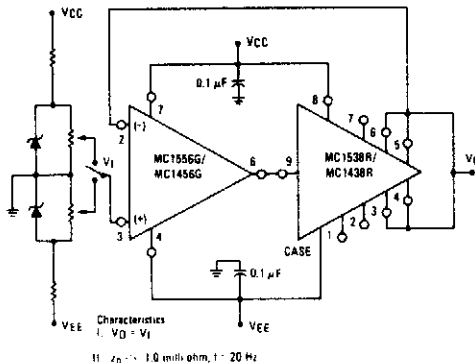 VCC
VCC
0.1 µF
7
8
7
6
5
2
(-)
VI
MC1556G/
MC1456G
6
9
MC1538R/
MC1438R
(+)
3
4
4
3
2
1
CASE
0.1 µF
VEE
VEE
Characteristics
I. VO = VI